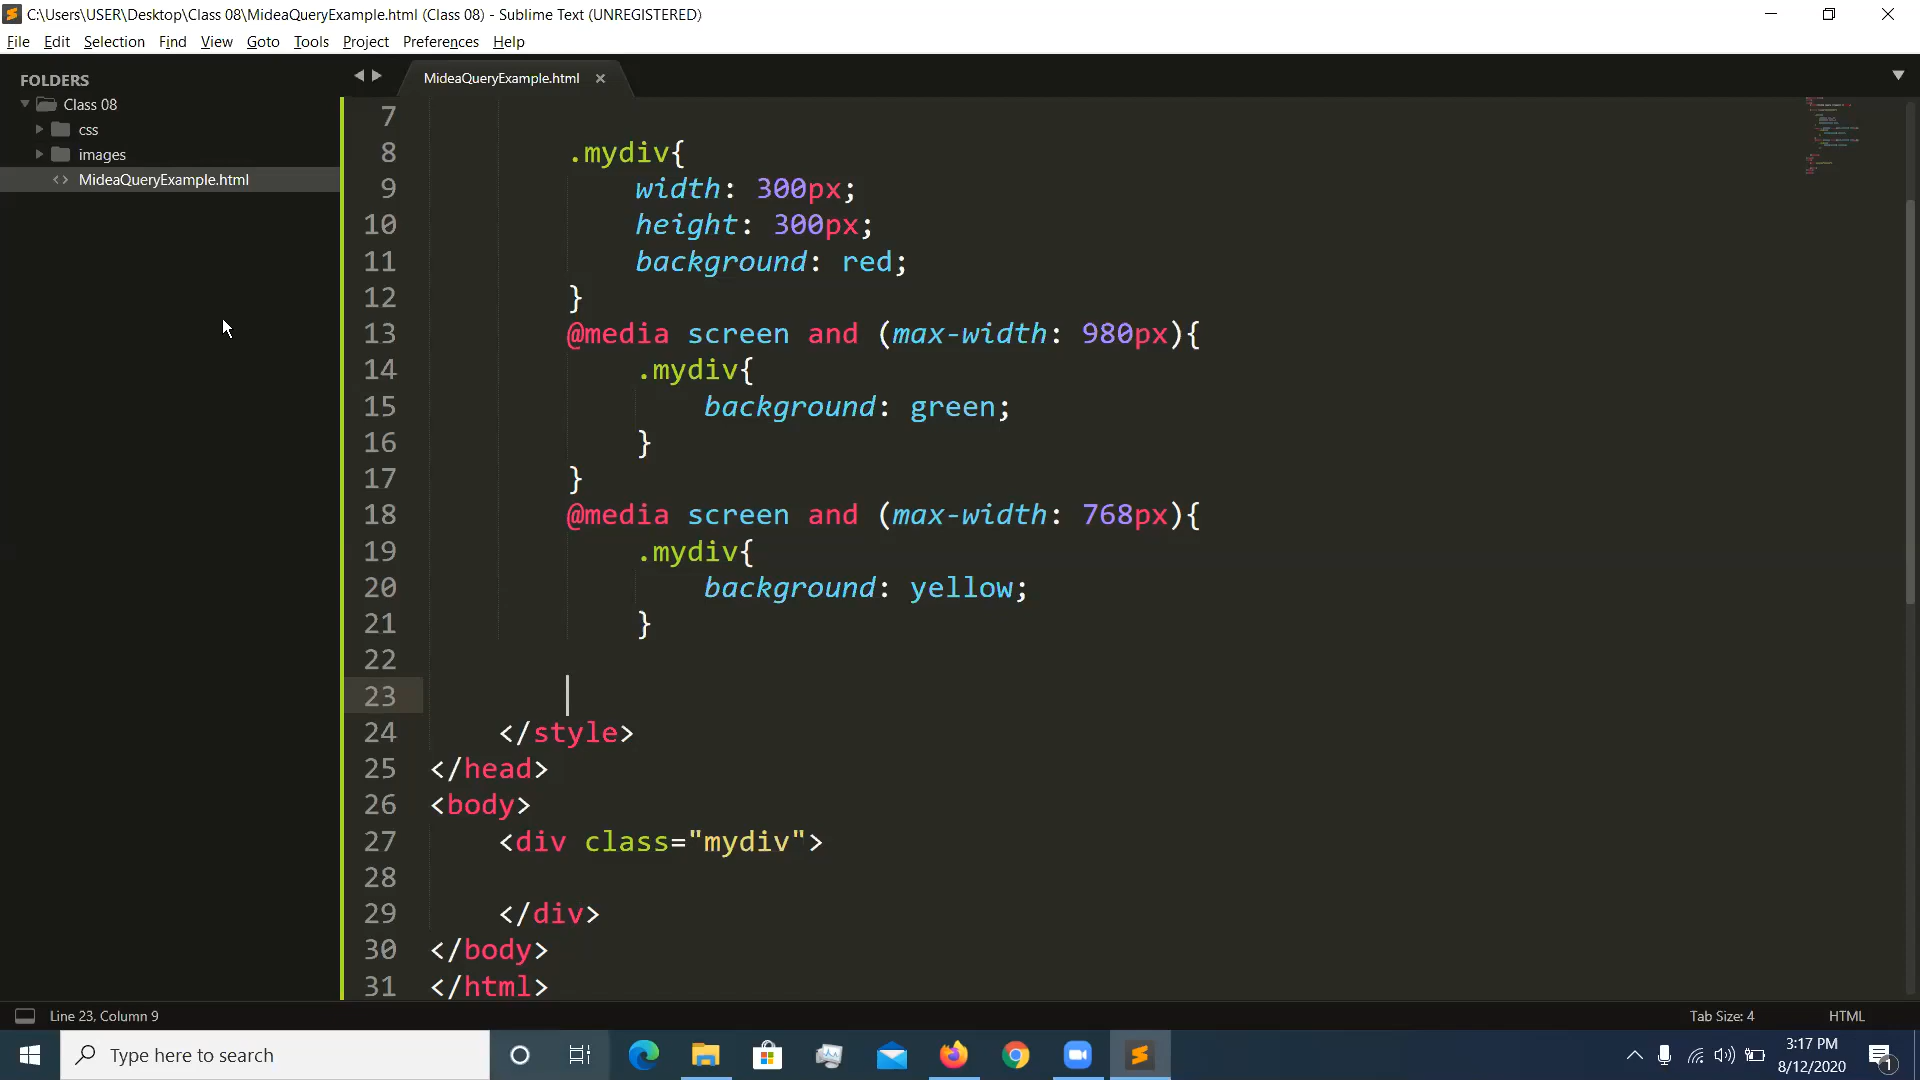 C:\Users\USER\Desktop\Class 08\MideaQueryExample.html (Class 08) - Sublime Text (UNREGISTERED)
File Edit Selection Find View Goto Tools Project Preferences Help
FOLDERS
Class 08
css
images
MideaQueryExample.html
MideaQueryExample.html
7
8 .mydiv{
9 width: 300px;
10 height: 300px;
11 background: red;
12 }
13 @media screen and (max-width: 980px){
14 .mydiv{
15 background: green;
16 }
17 }
18 @media screen and (max-width: 768px){
19 .mydiv{
20 background: yellow;
21 }
22
23
24 </style>
25 </head>
26 <body>
27 <div class="mydiv">
28
29 </div>
30 </body>
31 </html>
Line 23, Column 9
Tab Size: 4
HTML
Type here to search
3:17 PM
8/12/2020
1